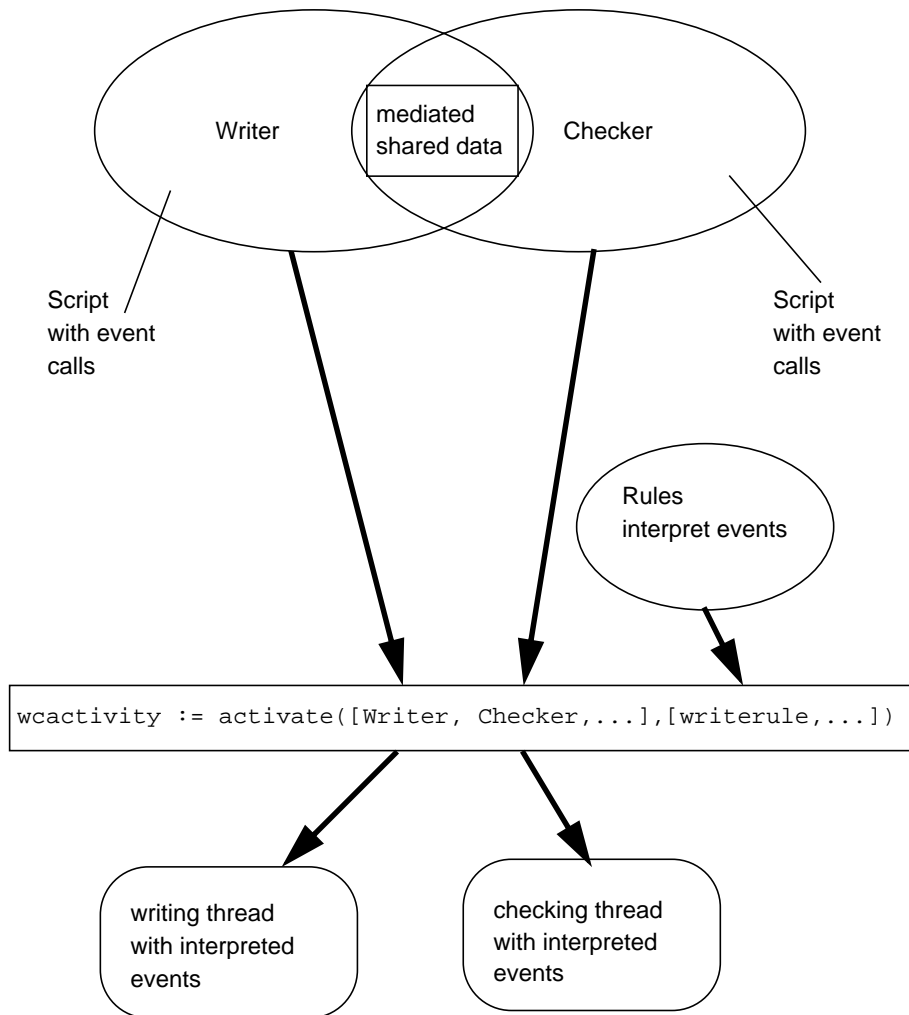 Writer
mediated
shared data
Checker
Script
with event
calls
Script
with event
calls
Rules
interpret events
wcactivity := activate([Writer, Checker,...],[writerule,...])
writing thread
with interpreted
events
checking thread
with interpreted
events